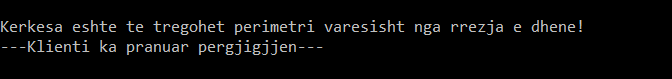 Kerkesa eshte te tregohet perimetri varesisht nga rrezja e dhene!
---Klienti ka pranuar pergjigjjen---